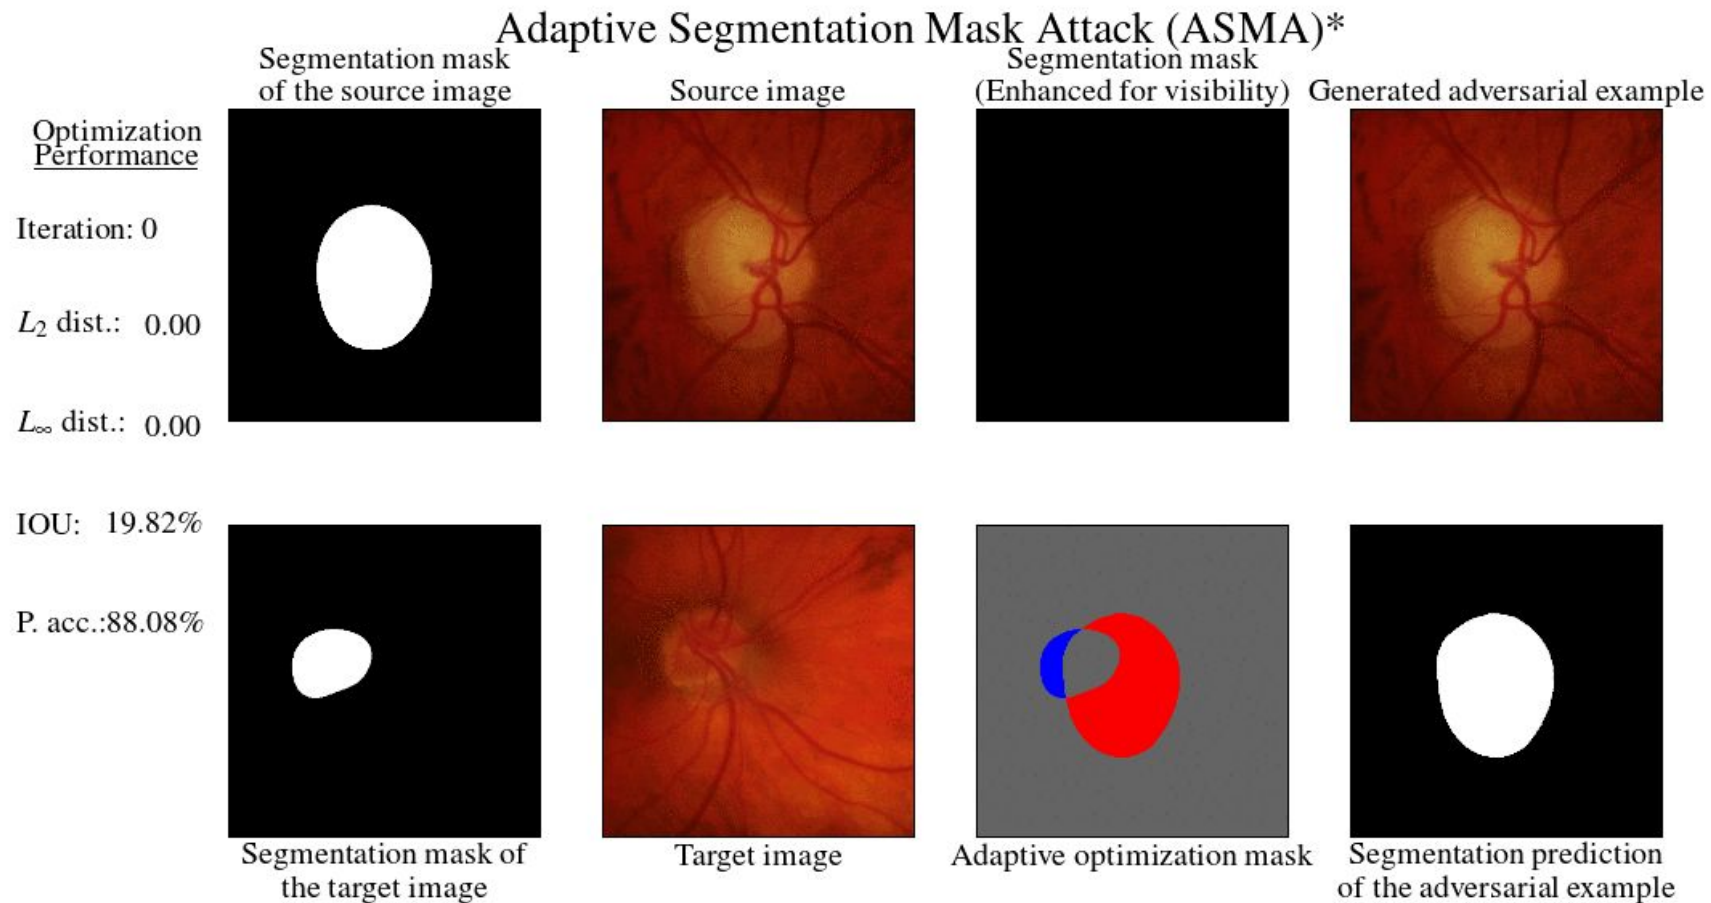 Adaptive Segmentation Mask Attack (ASMA)*
Segmentation mask
of the source image
Source image
Segmentation mask
(Enhanced for visibility)
Generated adversarial example
Optimization
Performance
Iteration: 0
L₂ dist.: 0.00
L∞ dist.: 0.00
IOU: 19.82%
P. acc.:88.08%
Segmentation mask of
the target image
Target image
Adaptive optimization mask
Segmentation prediction
of the adversarial example